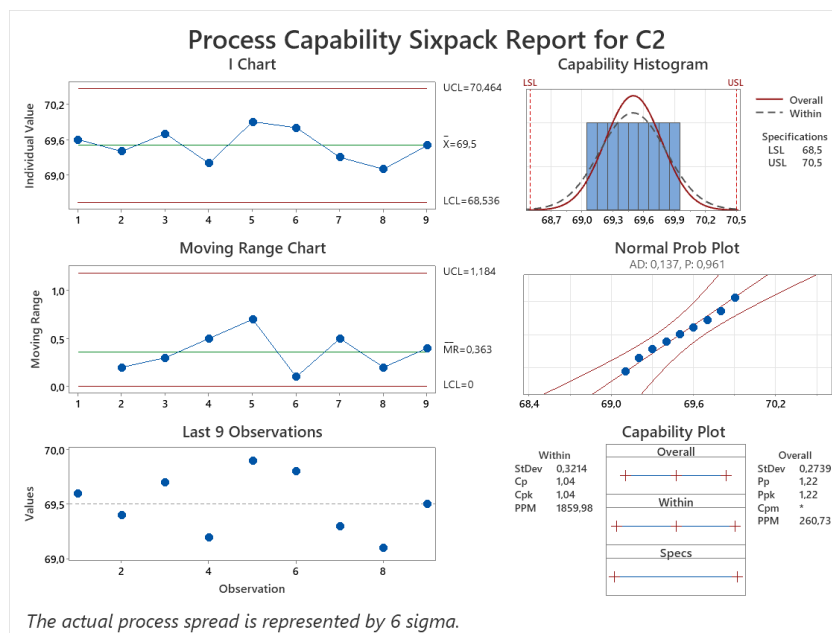 Process Capability Sixpack Report for C2
I Chart
Individual Value
70,2
69,6
69,0
UCL=70,464
X̄=69,5
LCL=68,536
1 2 3 4 5 6 7 8 9
Moving Range Chart
Moving Range
1,0
0,5
0,0
UCL=1,184
M̅R̅=0,363
LCL=0
1 2 3 4 5 6 7 8 9
Last 9 Observations
Values
70,0
69,5
69,0
2 4 6 8
Observation
Capability Histogram
LSL USL
68,7 69,0 69,3 69,6 69,9 70,2 70,5
Overall
Within
Specifications
LSL 68,5
USL 70,5
Normal Prob Plot
AD: 0,137, P: 0,961
68,4 69,0 69,6 70,2
Capability Plot
Within
StDev 0,3214
Cp 1,04
Cpk 1,04
PPM 1859,98
Overall
Within
Specs
Overall
StDev 0,2739
Pp 1,22
Ppk 1,22
Cpm *
PPM 260,73
The actual process spread is represented by 6 sigma.